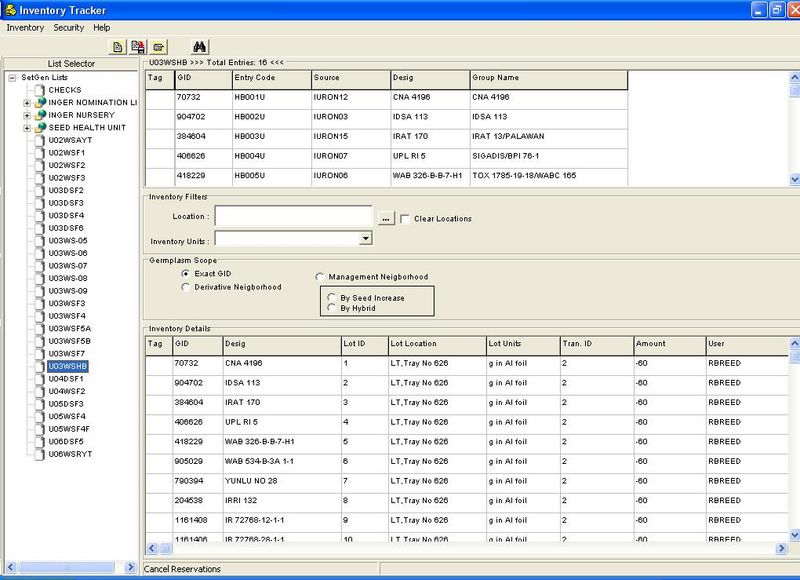 Inventory Tracker
Inventory Security Help
List Selector
SetGen Lists
CHECKS
INGER NOMINATION LI
INGER NURSERY
SEED HEALTH UNIT
U02WSAYT
U02WSF1
U02WSF2
U02WSF3
U03DSF2
U03DSF3
U03DSF4
U03DSF6
U03WS-05
U03WS-06
U03WS-07
U03WS-08
U03WS-09
U03WSF3
U03WSF4
U03WSF5A
U03WSF5B
U03WSF7
U03WSHB
U04DSF1
U04WSF2
U05DSF3
U05WSF4
U05WSF4F
U06DSF5
U06WSRYT
U03WSHB >>> Total Entries: 16 <<<
Tag GID Entry Code Source Desig Group Name
70732 HB001U IURON12 CNA 4196 CNA 4196
904702 HB002U IURON03 IDSA 113 IDSA 113
384604 HB003U IURON15 IRAT 170 IRAT 13/PALAWAN
406626 HB004U IURON07 UPL RI 5 SIGADIS/BPI 76-1
418229 HB005U IURON06 WAB 326-B-B-7-H1 TOX 1785-19-18/WABC 165
Inventory Filters
Location : ... Clear Locations
Inventory Units :
Germplasm Scope
Exact GID Management Neigborhood
Derivative Neigborhood
By Seed Increase
By Hybrid
Inventory Details
Tag GID Desig Lot ID Lot Location Lot Units Tran. ID Amount User
70732 CNA 4196 1 LT,Tray No 626 g in Al foil 2 -60 RBREED
904702 IDSA 113 2 LT,Tray No 626 g in Al foil 2 -60 RBREED
384604 IRAT 170 3 LT,Tray No 626 g in Al foil 2 -60 RBREED
406626 UPL RI 5 4 LT,Tray No 626 g in Al foil 2 -60 RBREED
418229 WAB 326-B-B-7-H1 5 LT,Tray No 626 g in Al foil 2 -60 RBREED
905029 WAB 534-B-3A 1-1 6 LT,Tray No 626 g in Al foil 2 -60 RBREED
790394 YUNLU NO 28 7 LT,Tray No 626 g in Al foil 2 -60 RBREED
204538 IRRI 132 8 LT,Tray No 626 g in Al foil 2 -60 RBREED
1161408 IR 72768-12-1-1 9 LT,Tray No 626 g in Al foil 2 -60 RBREED
1161406 IR 72768-28-1-1 10 LT,Tray No 626 g in Al foil 2 -60 RBREED
Cancel Reservations